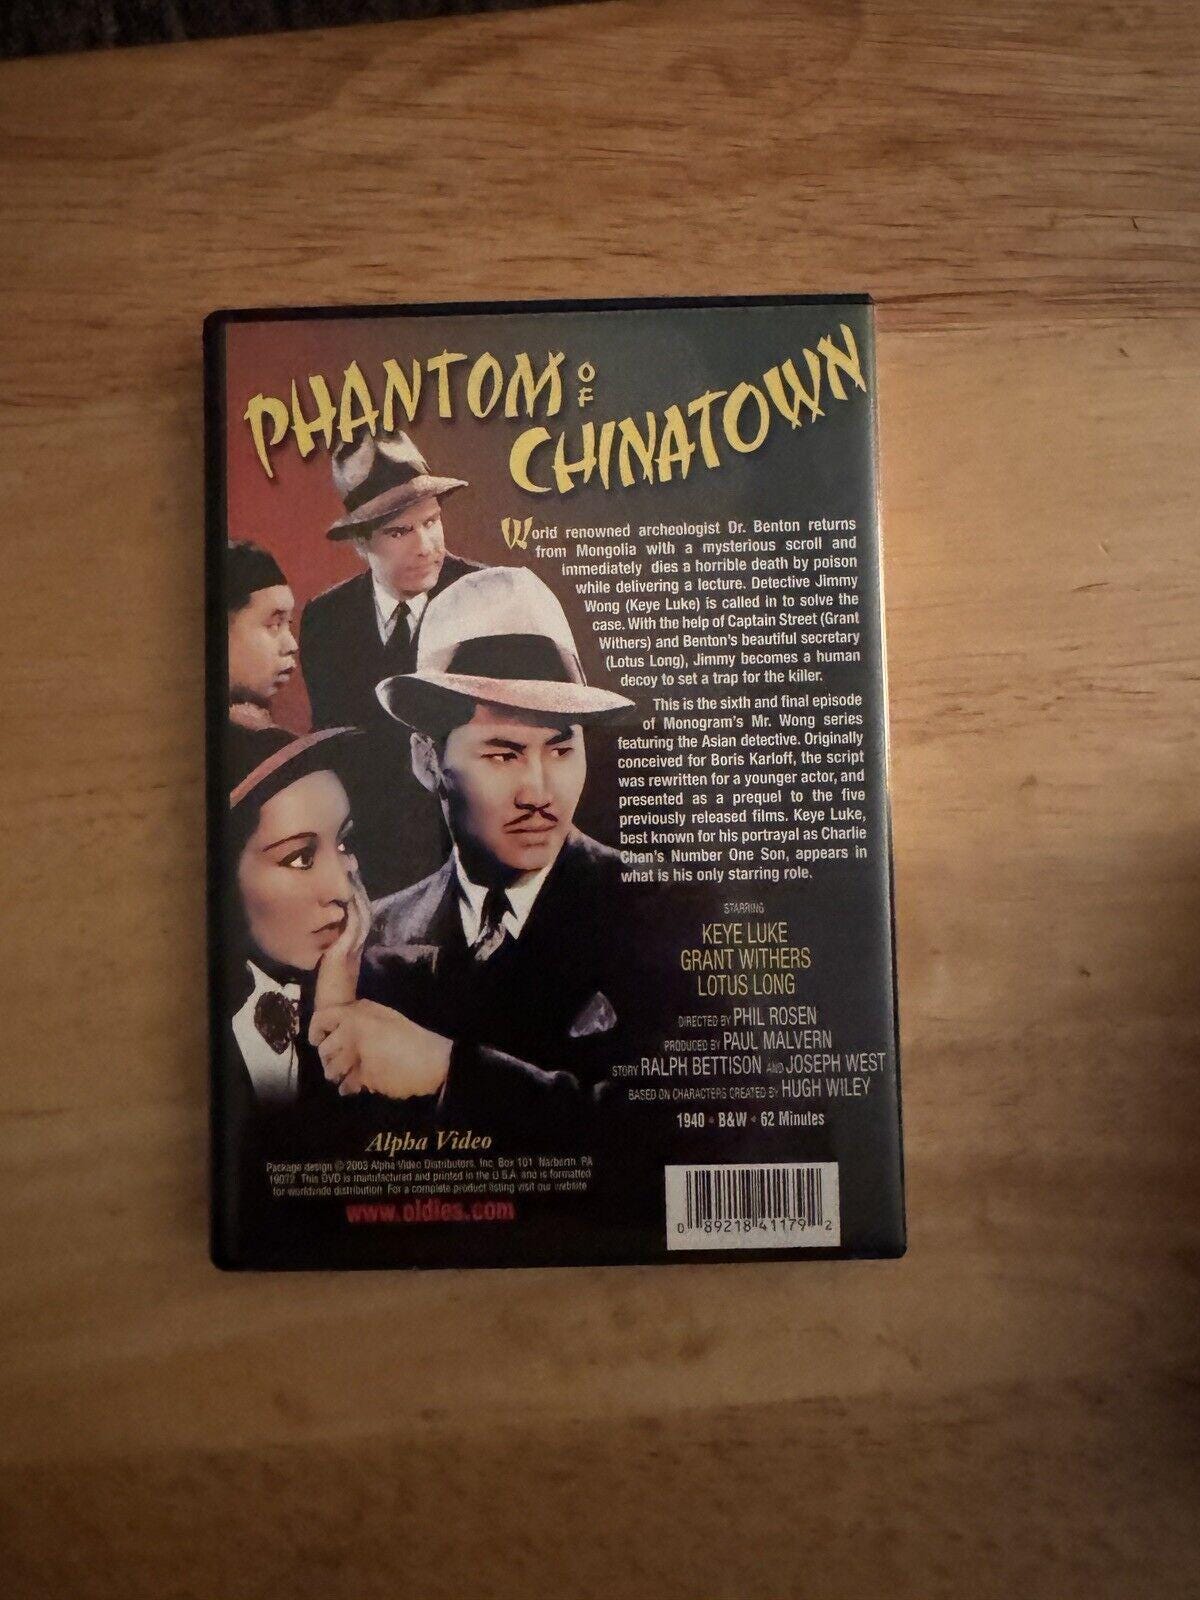 PHANTOM OF
CHINATOWN
World renowned archeologist Dr. Benton returns
from Mongolia with a mysterious scroll and
immediately dies a horrible death by poison
while delivering a lecture. Detective Jimmy
Wong (Keye Luke) is called in to solve the
case. With the help of Captain Street (Grant
Withers) and Benton's beautiful secretary
(Lotus Long), Jimmy becomes a human
decoy to set a trap for the killer.
This is the sixth and final episode
of Monogram's Mr. Wong series
featuring the Asian detective. Originally
conceived for Boris Karloff, the script
was rewritten for a younger actor, and
presented as a prequel to the five
previously released films. Keye Luke,
best known for his portrayal as Charlie
Chan's Number One Son, appears in
what is his only starring role.
STARRING
KEYE LUKE
GRANT WITHERS
LOTUS LONG
DIRECTED BY PHIL ROSEN
PRODUCED BY PAUL MALVERN
STORY RALPH BETTISON AND JOSEPH WEST
BASED ON CHARACTERS CREATED BY HUGH WILEY
1940 • B&W • 62 Minutes
Alpha Video
Package design © 2003 Alpha Video Distributors, Inc. Box 101, Narberth, PA
19072. This DVD is manufactured and printed in the U.S.A. and is formatted
for worldwide distribution. For a complete product listing visit our website
www.oldies.com
0 89218 41179 2